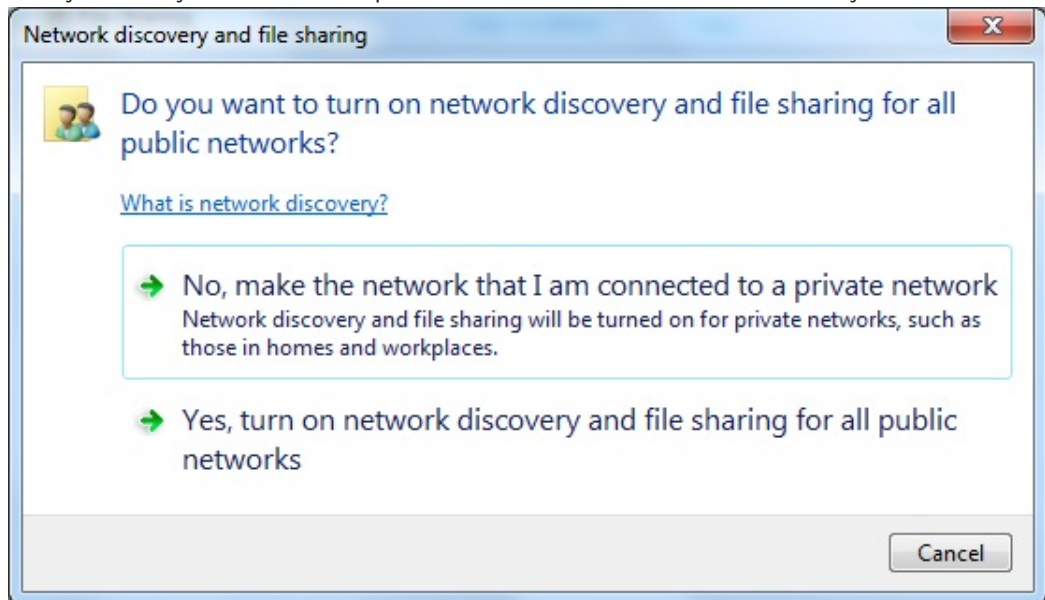 Network discovery and file sharing
Do you want to turn on network discovery and file sharing for all
public networks?
What is network discovery?
No, make the network that I am connected to a private network
Network discovery and file sharing will be turned on for private networks, such as
those in homes and workplaces.
Yes, turn on network discovery and file sharing for all public
networks
Cancel